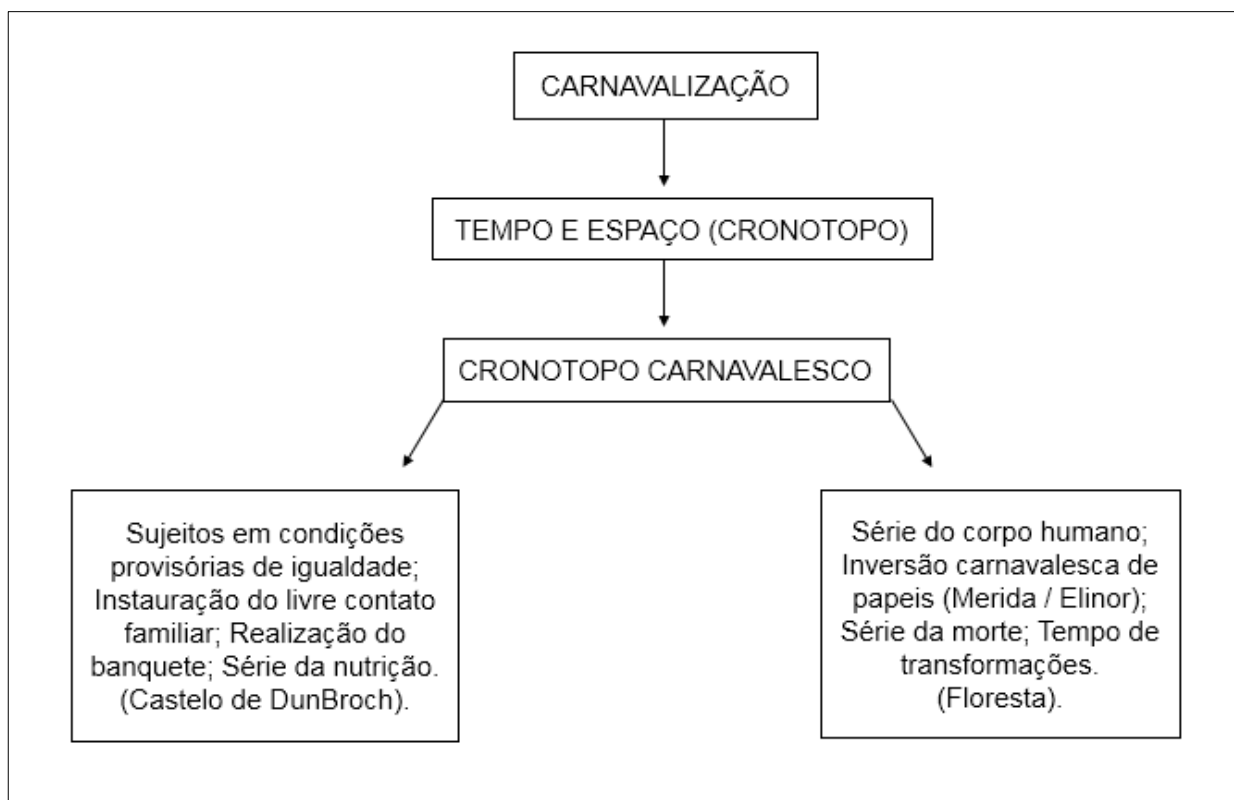 CARNAVALIZAÇÃO
TEMPO E ESPAÇO (CRONOTOPO)
CRONOTOPO CARNAVALESCO
Sujeitos em condições
provisórias de igualdade;
Instauração do livre contato
familiar; Realização do
banquete; Série da nutrição.
(Castelo de DunBroch).
Série do corpo humano;
Inversão carnavalesca de
papeis (Merida / Elinor);
Série da morte; Tempo de
transformações.
(Floresta).